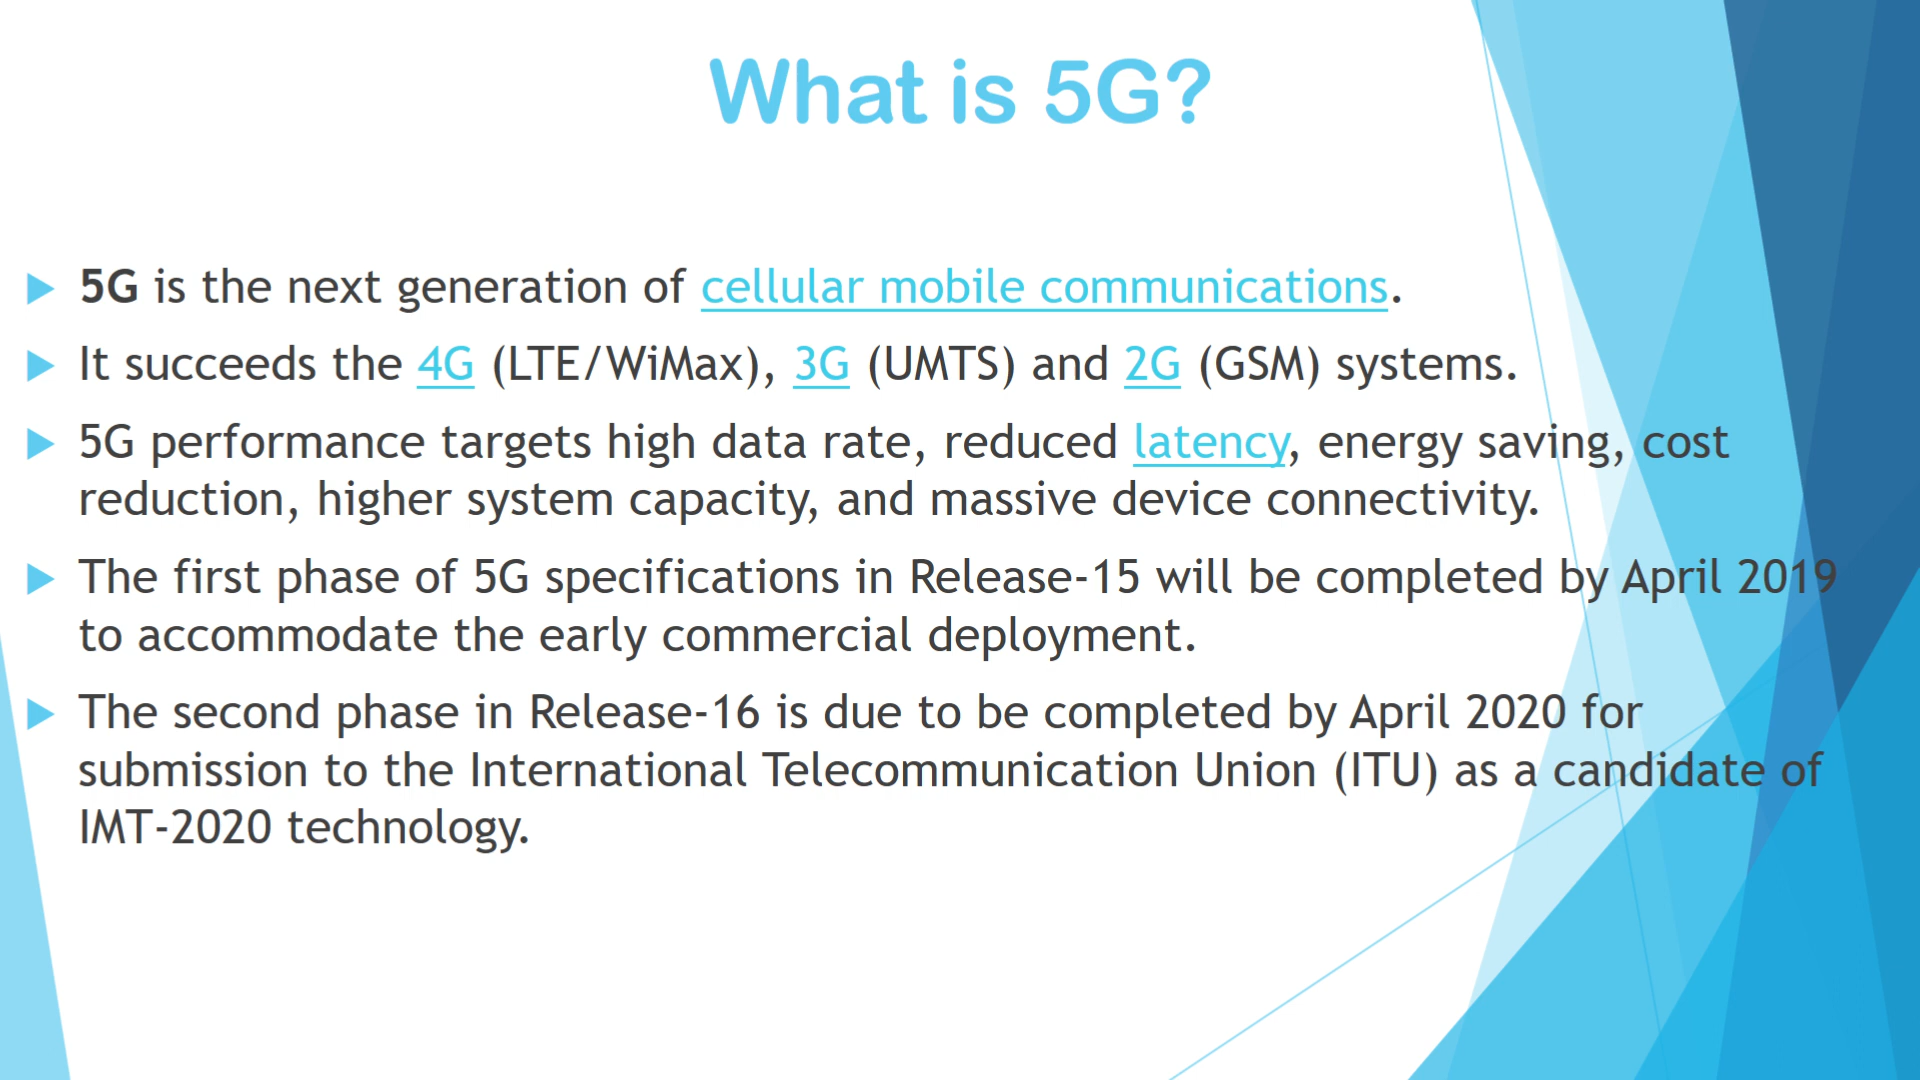 What is 5G?
5G is the next generation of cellular mobile communications.
It succeeds the 4G (LTE/WiMax), 3G (UMTS) and 2G (GSM) systems.
5G performance targets high data rate, reduced latency, energy saving, cost
reduction, higher system capacity, and massive device connectivity.
The first phase of 5G specifications in Release-15 will be completed by April 2019
to accommodate the early commercial deployment.
The second phase in Release-16 is due to be completed by April 2020 for
submission to the International Telecommunication Union (ITU) as a candidate of
IMT-2020 technology.